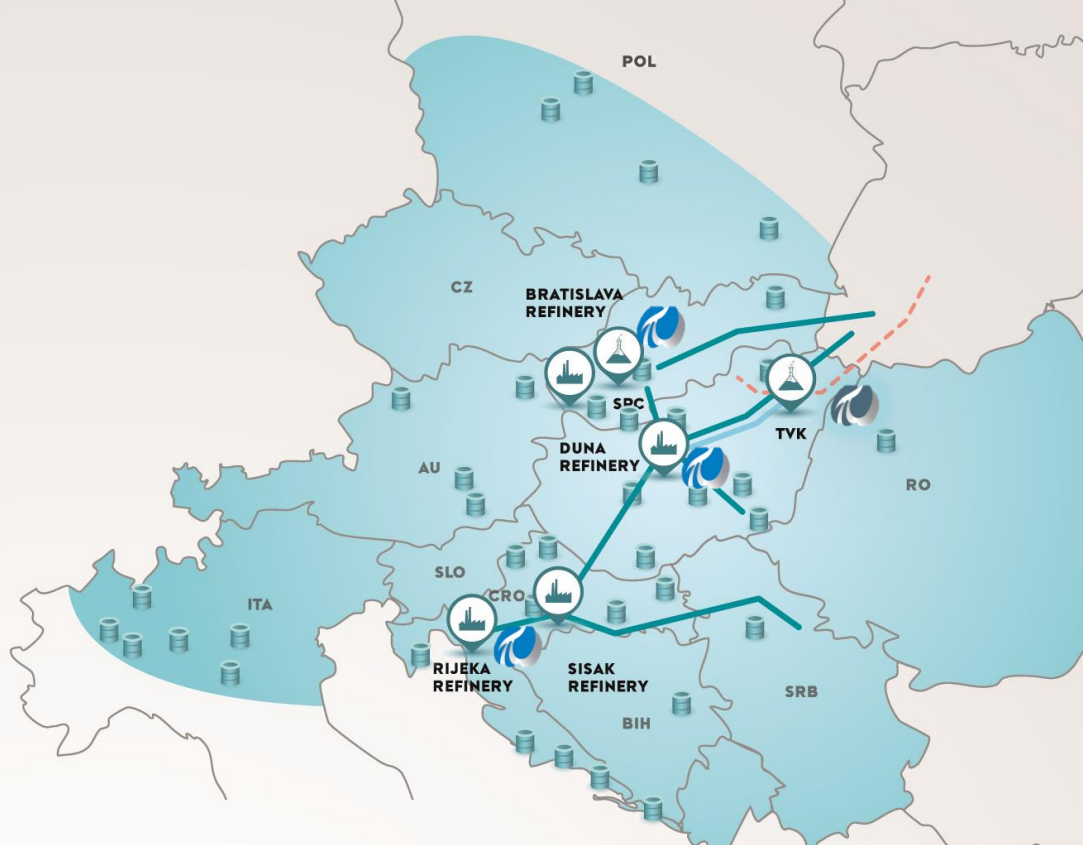 POL
CZ
BRATISLAVA
REFINERY
SPC
TVK
DUNA
REFINERY
AU
RO
SLO
CRO
ITA
RIJEKA
REFINERY
SISAK
REFINERY
SRB
BIH